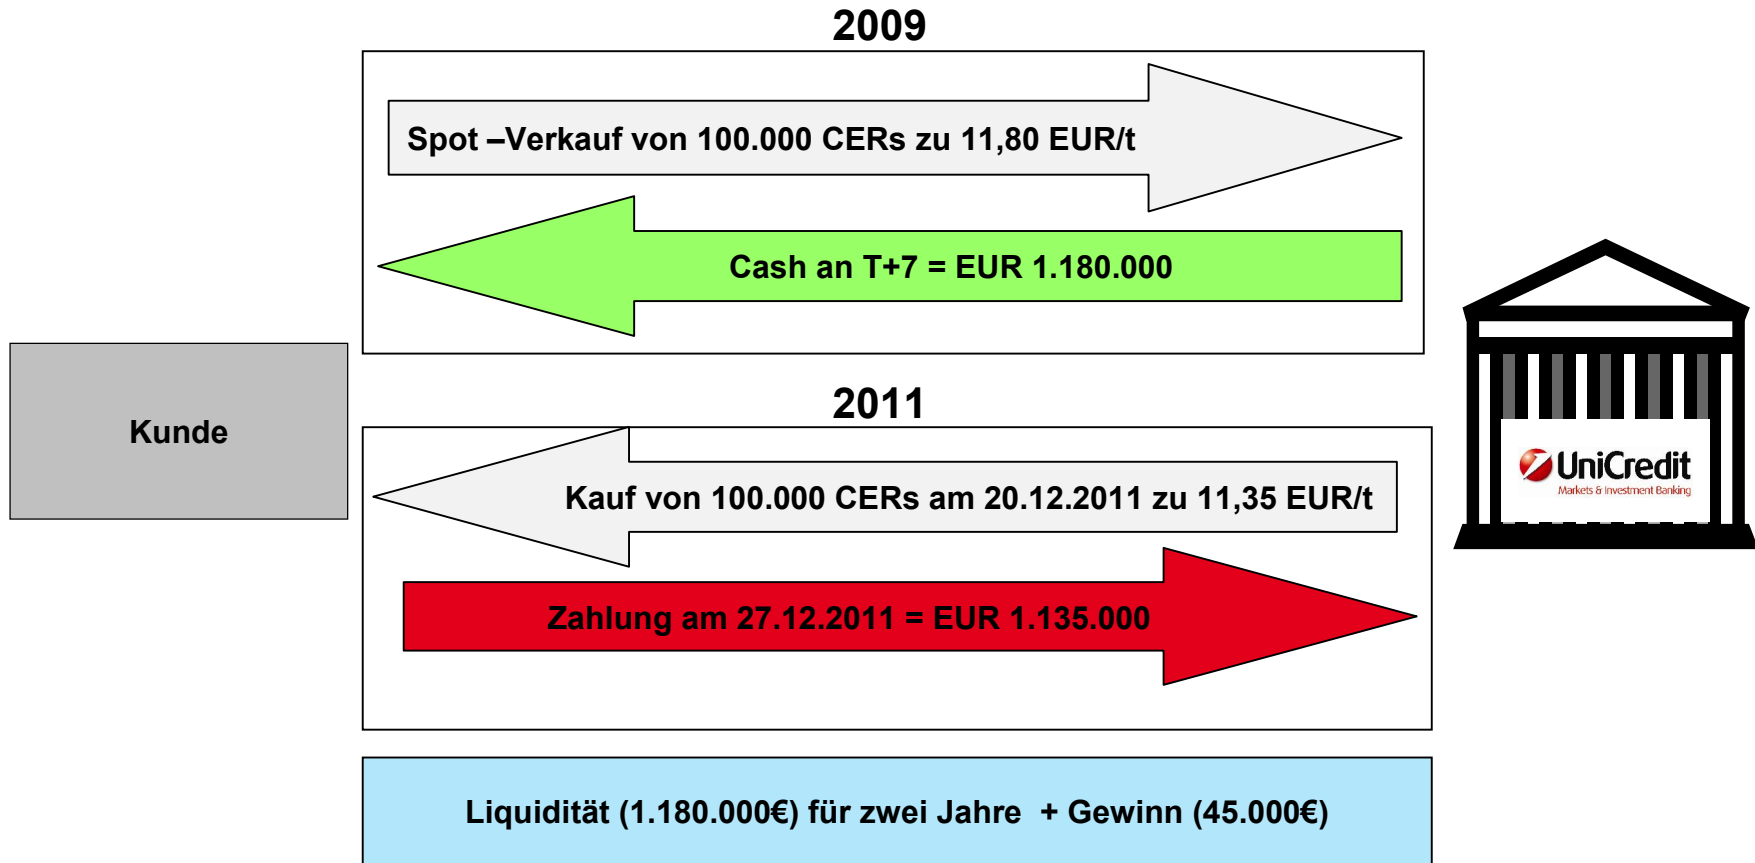 2009
Spot –Verkauf von 100.000 CERs zu 11,80 EUR/t
Cash an T+7 = EUR 1.180.000
Kunde
2011
Kauf von 100.000 CERs am 20.12.2011 zu 11,35 EUR/t
Zahlung am 27.12.2011 = EUR 1.135.000
UniCredit
Markets & Investment Banking
Liquidität (1.180.000€) für zwei Jahre + Gewinn (45.000€)